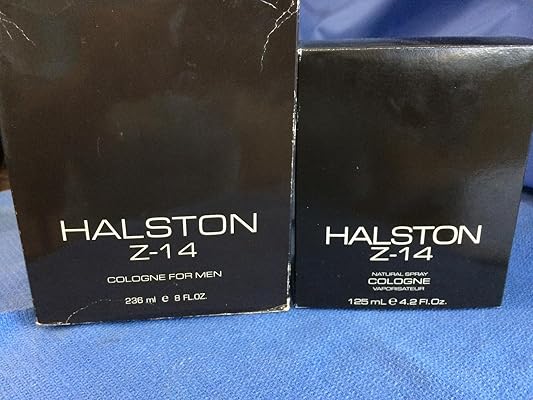 HALSTON
Z-14
COLOGNE FOR MEN
236 ml e 8 FL.OZ.
HALSTON
Z-14
NATURAL SPRAY
COLOGNE
VAPORISATEUR
125 mL e 4.2 Fl.Oz.